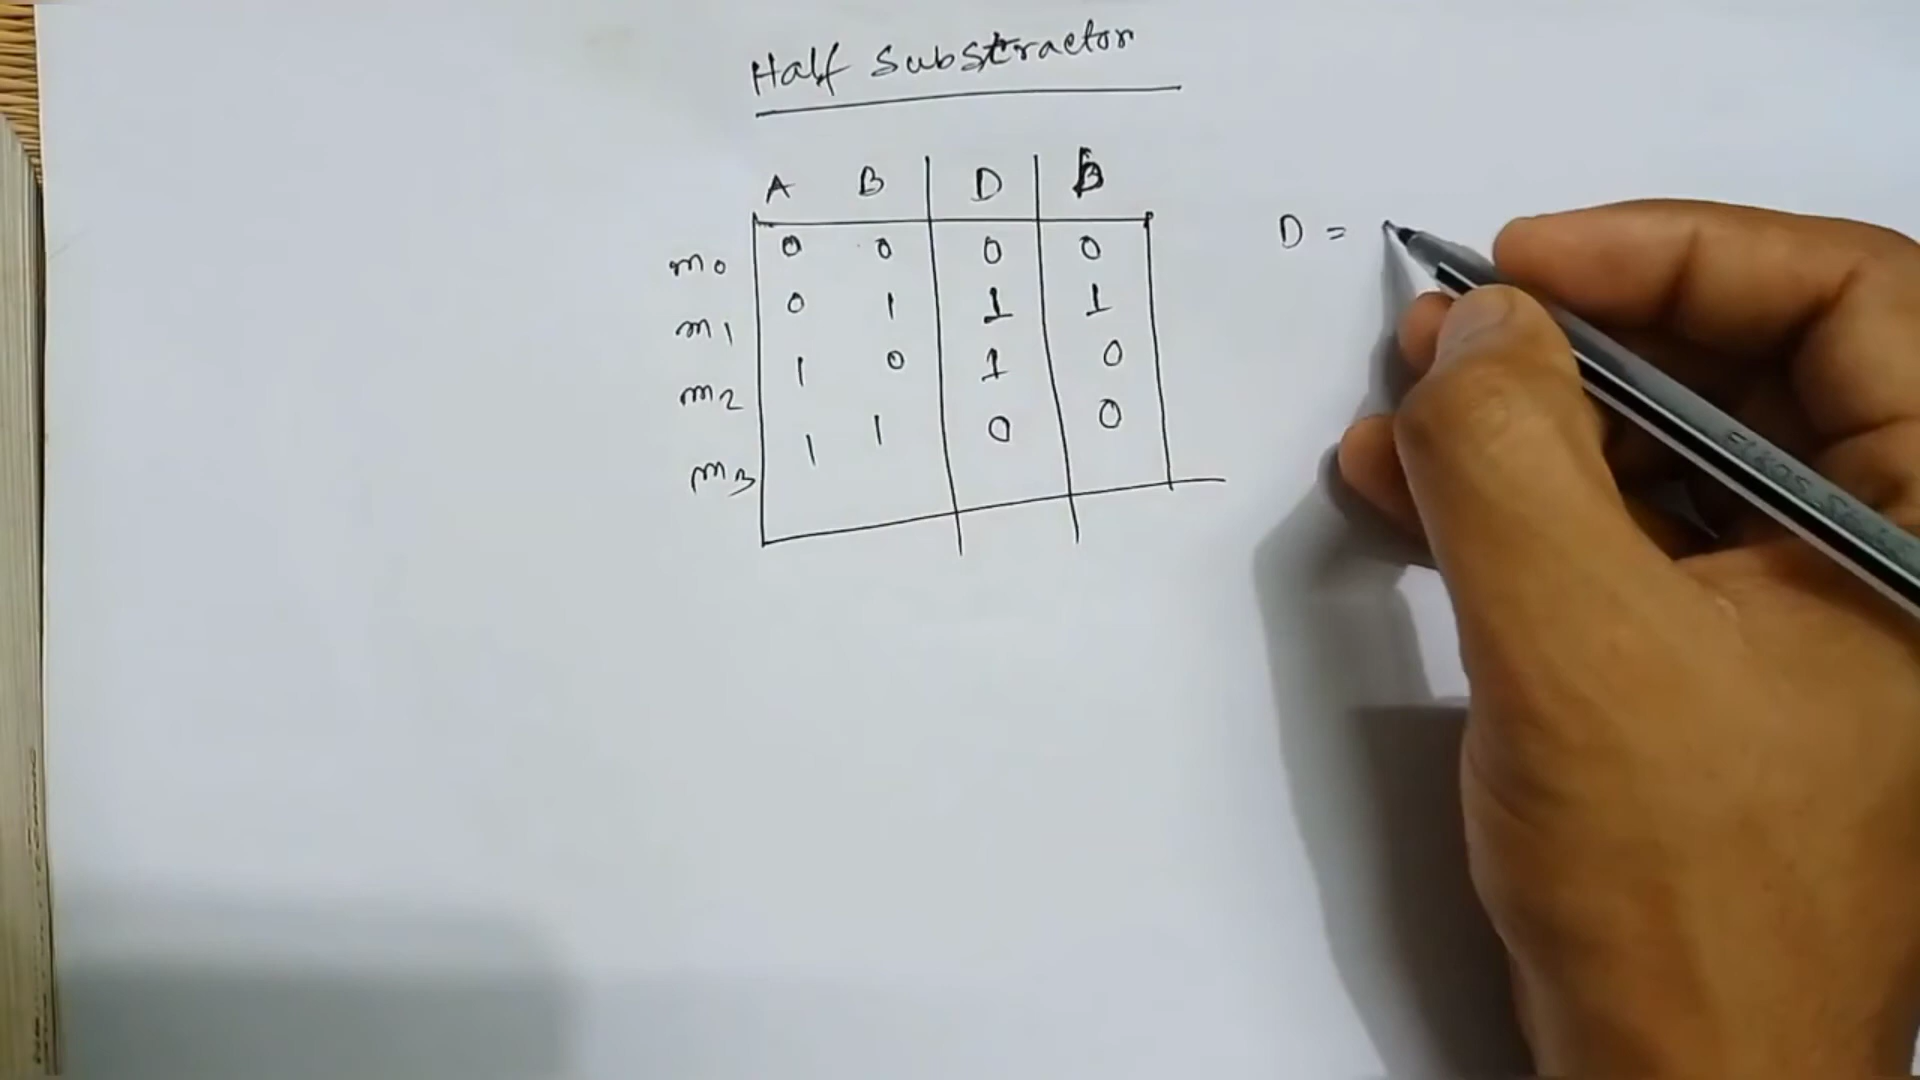 Half Substractor
A B D B
m0 0 0 0 0
m1 0 1 1 1
m2 1 0 1 0
m3 1 1 0 0
D =